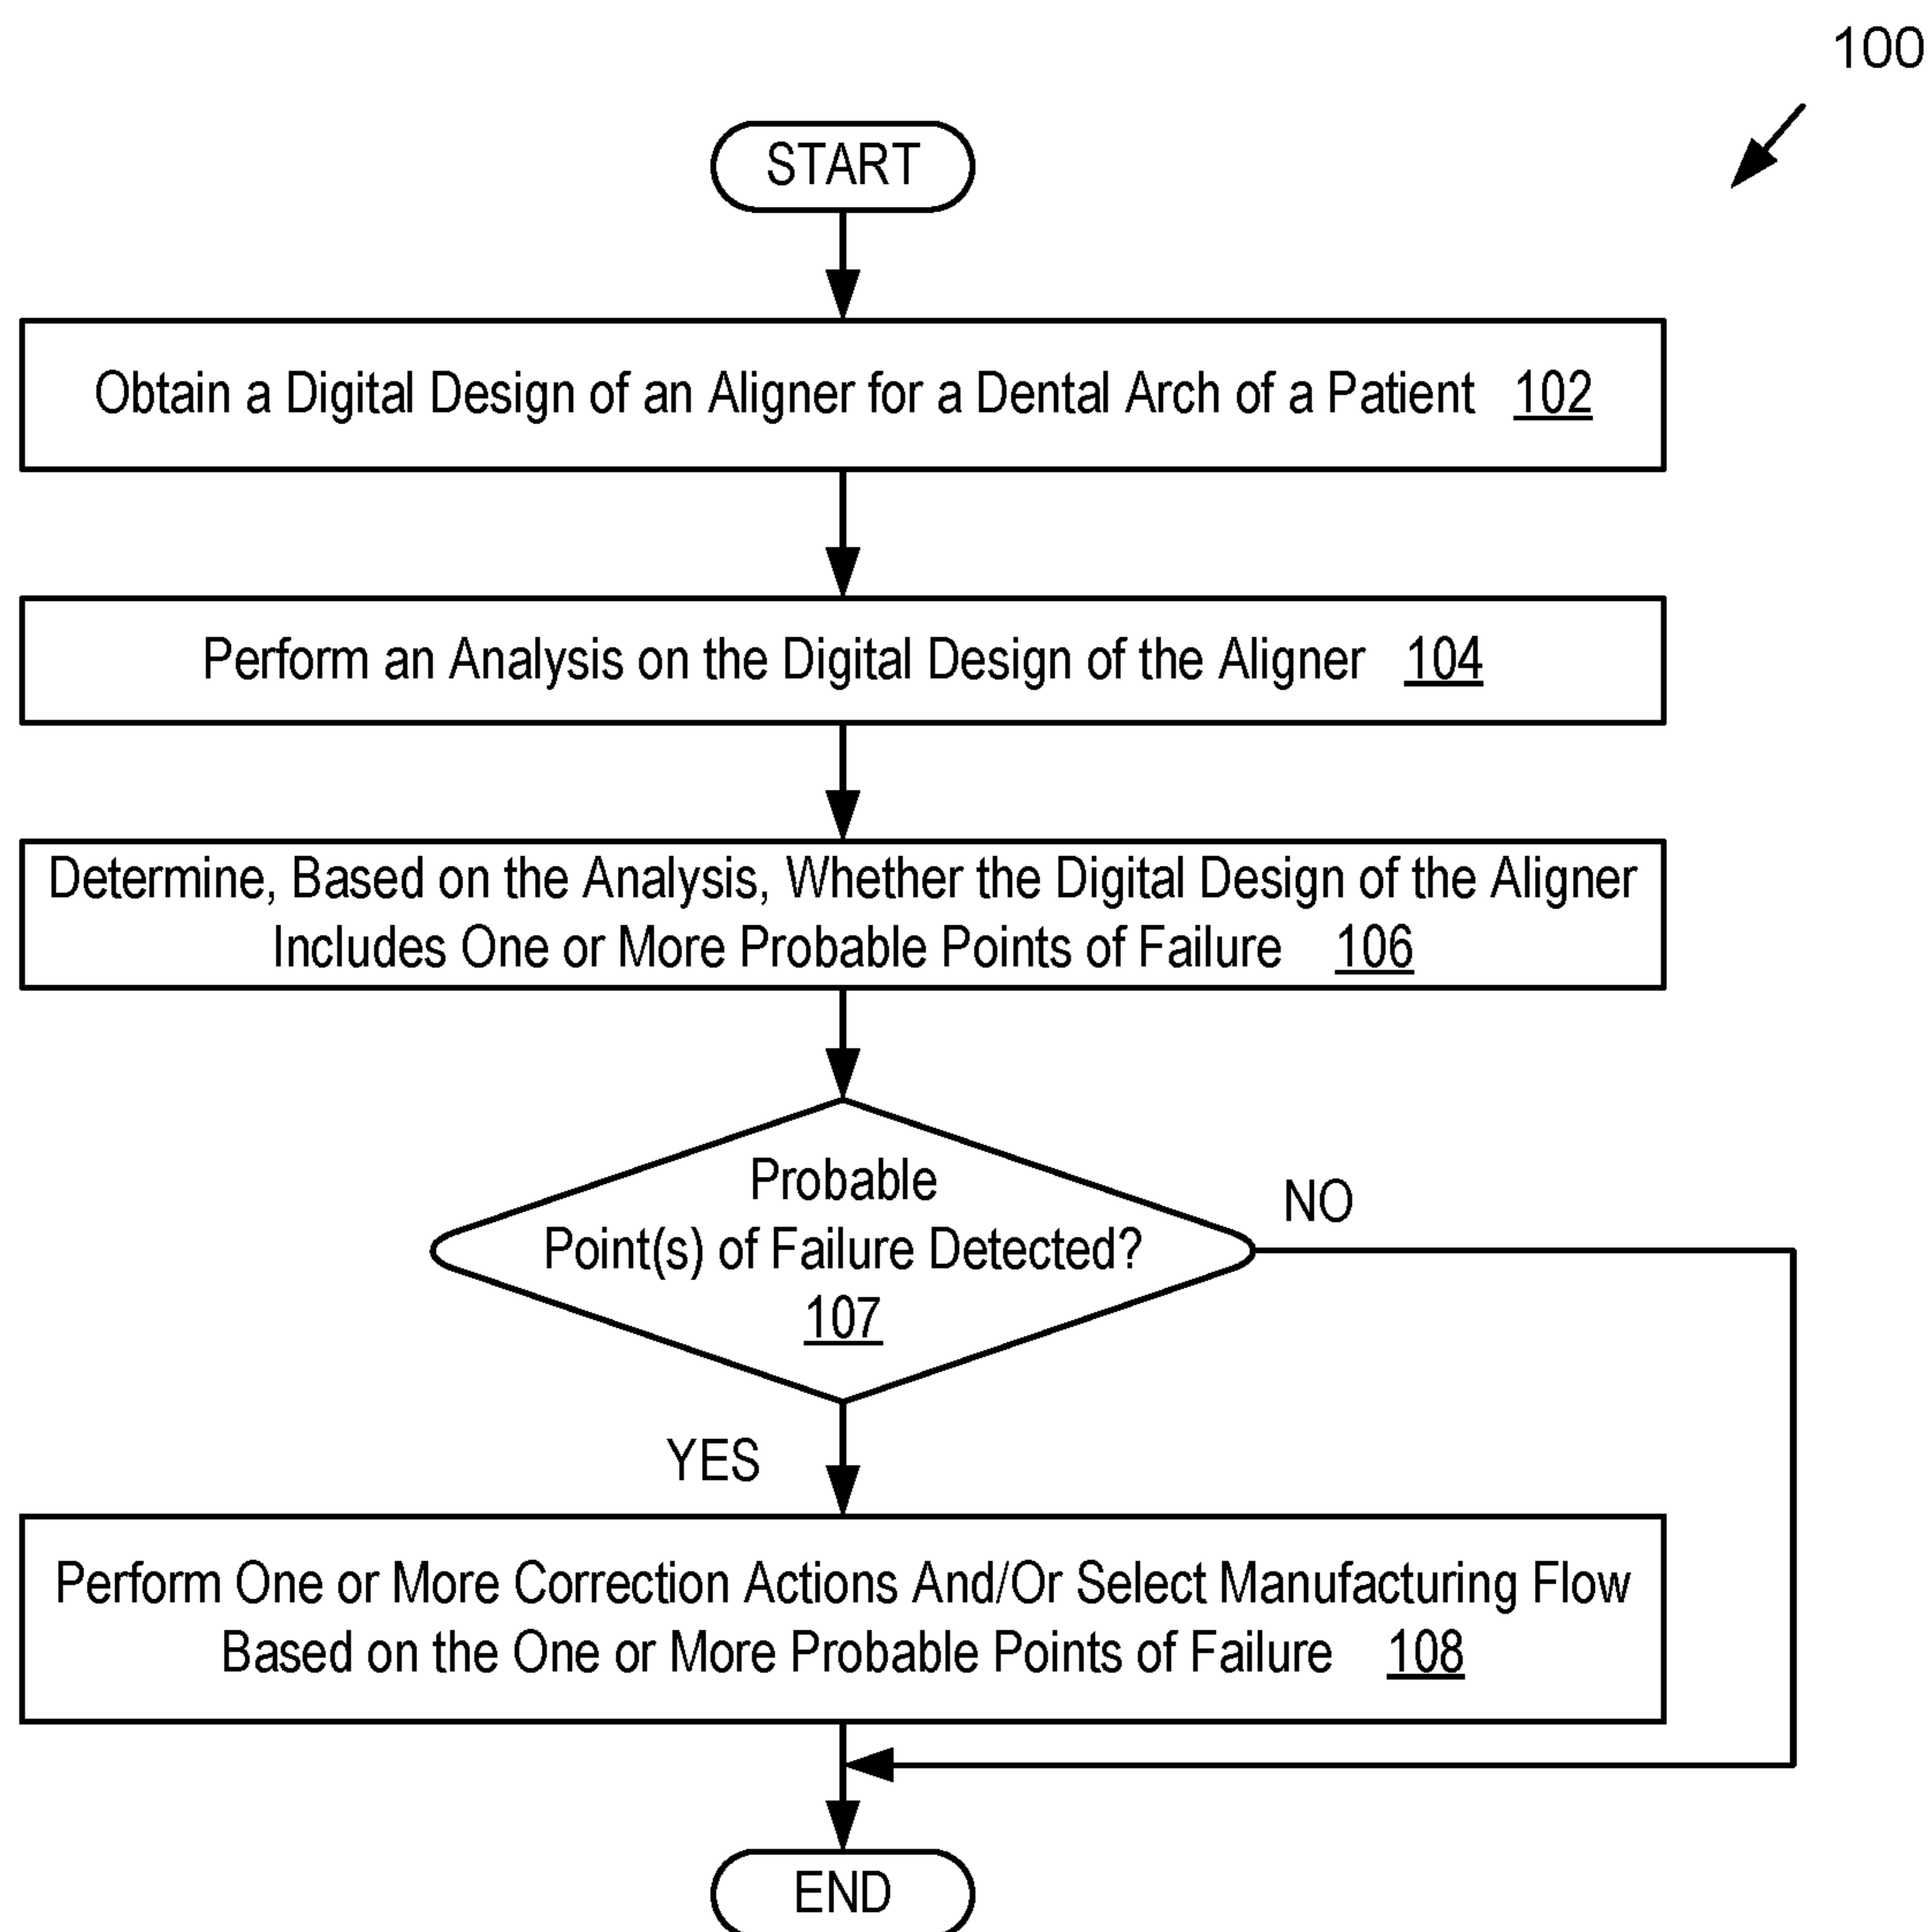 100
START
Obtain a Digital Design of an Aligner for a Dental Arch of a Patient 102
Perform an Analysis on the Digital Design of the Aligner 104
Determine, Based on the Analysis, Whether the Digital Design of the Aligner
Includes One or More Probable Points of Failure 106
Probable
Point(s) of Failure Detected?
107
NO
YES
Perform One or More Correction Actions And/Or Select Manufacturing Flow
Based on the One or More Probable Points of Failure 108
END